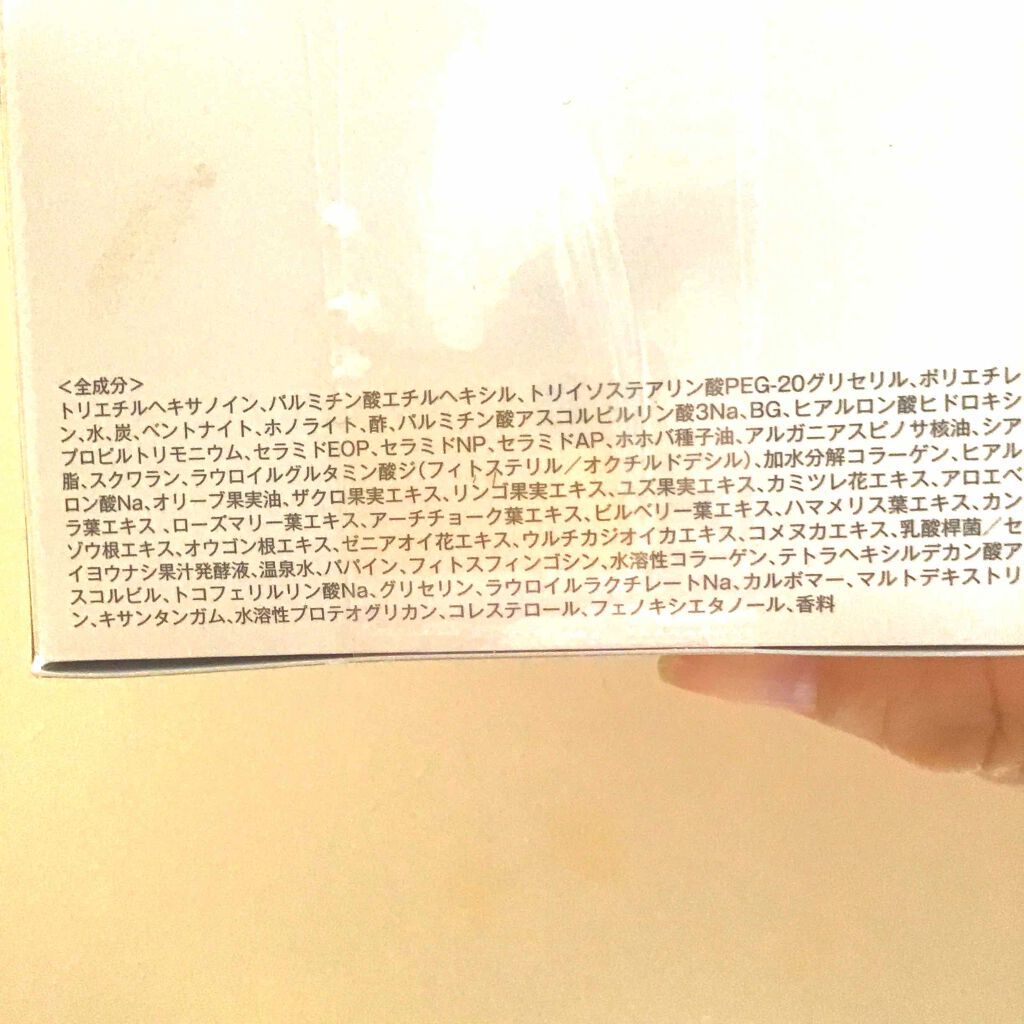 <全成分>
トリエチルヘキサノイン、パルミチン酸エチルヘキシル、トリイソステアリン酸PEG-20グリセリル、ポリエチレ
ン、水、炭、ベントナイト、ホノライト、酢、パルミチン酸アスコルビルリン酸3Na、BG、ヒアルロン酸ヒドロキシ
プロピルトリモニウム、セラミドEOP、セラミドNP、セラミドAP、ホホバ種子油、アルガニアスピノサ核油、シア
脂、スクワラン、ラウロイルグルタミン酸ジ(フィトステリル/オクチルドデシル)、加水分解コラーゲン、ヒアル
ロン酸Na、オリーブ果実油、ザクロ果実エキス、リンゴ果実エキス、ユズ果実エキス、カミツレ花エキス、アロエベ
ラ葉エキス、ローズマリー葉エキス、アーチチョーク葉エキス、ビルベリー葉エキス、ハマメリス葉エキス、カン
ゾウ根エキス、オウゴン根エキス、ゼニアオイ花エキス、ウルチカジオイカエキス、コメヌカエキス、乳酸桿菌/セ
イヨウナシ果汁発酵液、温泉水、パパイン、フィトスフィンゴシン、水溶性コラーゲン、テトラヘキシルデカン酸ア
スコルビル、トコフェリルリン酸Na、グリセリン、ラウロイルラクチレートNa、カルボマー、マルトデキストリ
ン、キサンタンガム、水溶性プロテオグリカン、コレステロール、フェノキシエタノール、香料